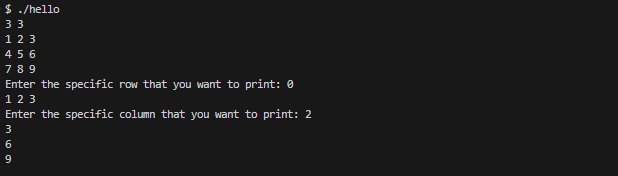 $ ./hello
3 3
1 2 3
4 5 6
7 8 9
Enter the specific row that you want to print: 0
1 2 3
Enter the specific column that you want to print: 2
3
6
9